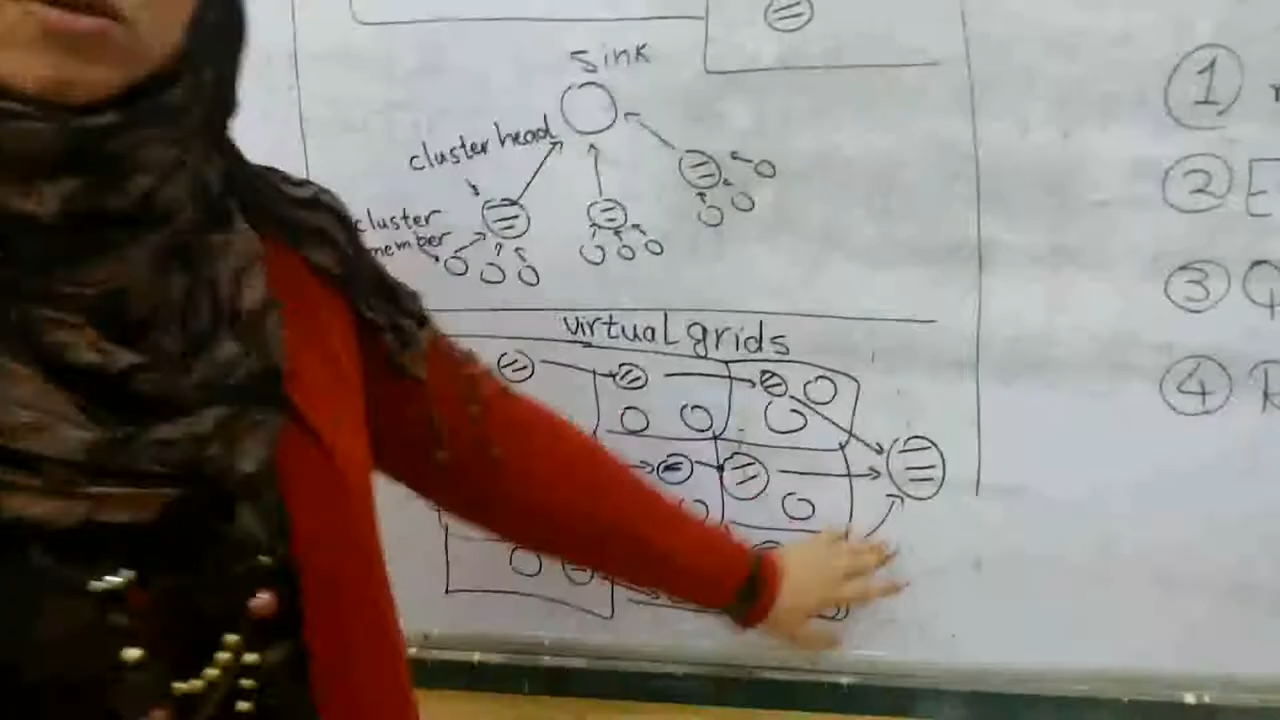 Sink
cluster head
cluster
member
virtual grids
1
2 E
3 Q
4 R